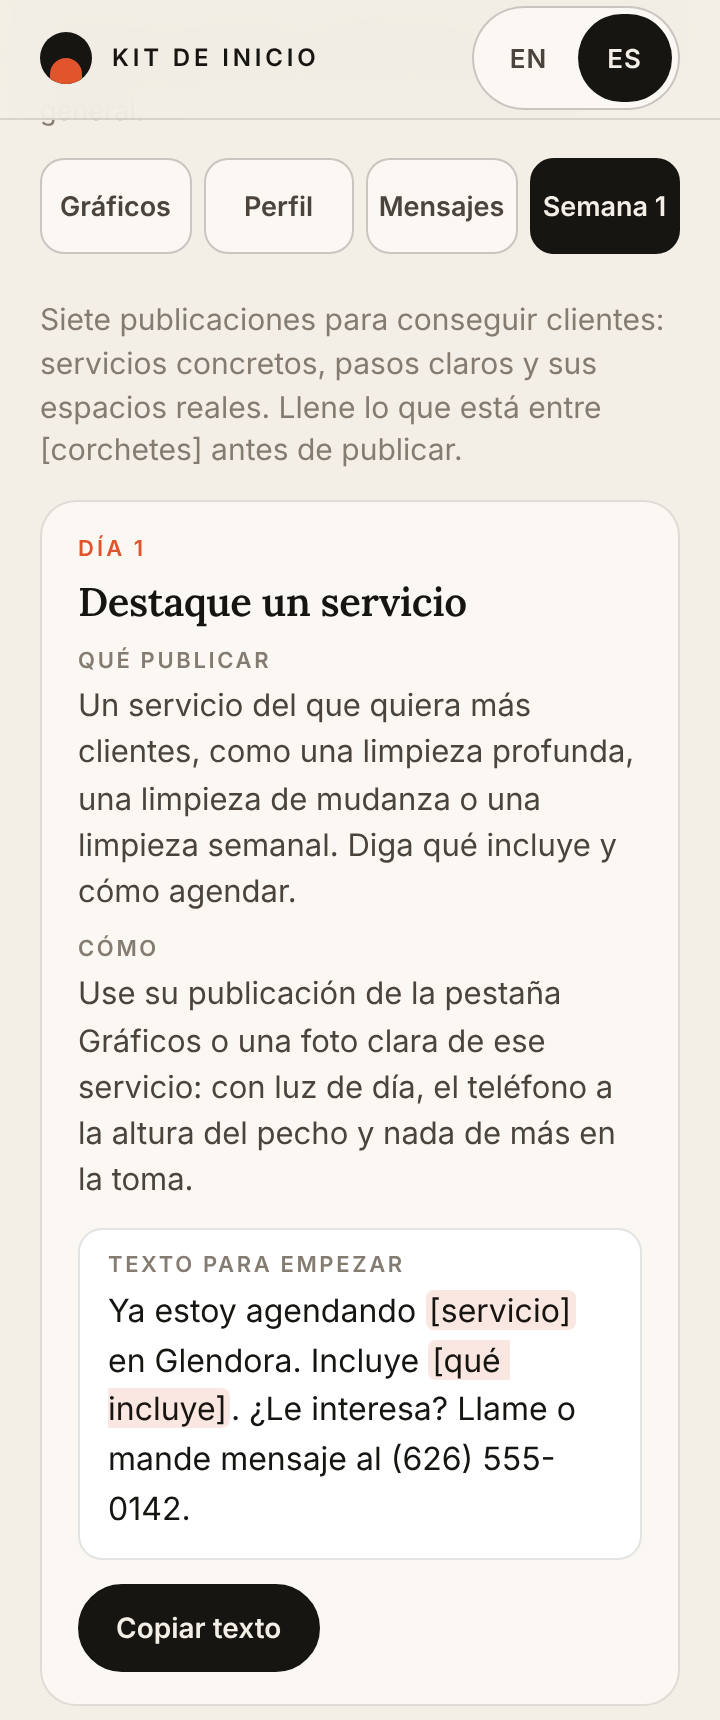 KIT DE INICIO
EN
ES
general.
Gráficos
Perfil
Mensajes
Semana 1
Siete publicaciones para conseguir clientes:
servicios concretos, pasos claros y sus
espacios reales. Llene lo que está entre
[corchetes] antes de publicar.
DÍA 1
Destaque un servicio
QUÉ PUBLICAR
Un servicio del que quiera más
clientes, como una limpieza profunda,
una limpieza de mudanza o una
limpieza semanal. Diga qué incluye y
cómo agendar.
CÓMO
Use su publicación de la pestaña
Gráficos o una foto clara de ese
servicio: con luz de día, el teléfono a
la altura del pecho y nada de más en
la toma.
TEXTO PARA EMPEZAR
Ya estoy agendando [servicio]
en Glendora. Incluye [qué
incluye]. ¿Le interesa? Llame o
mande mensaje al (626) 555-
0142.
Copiar texto